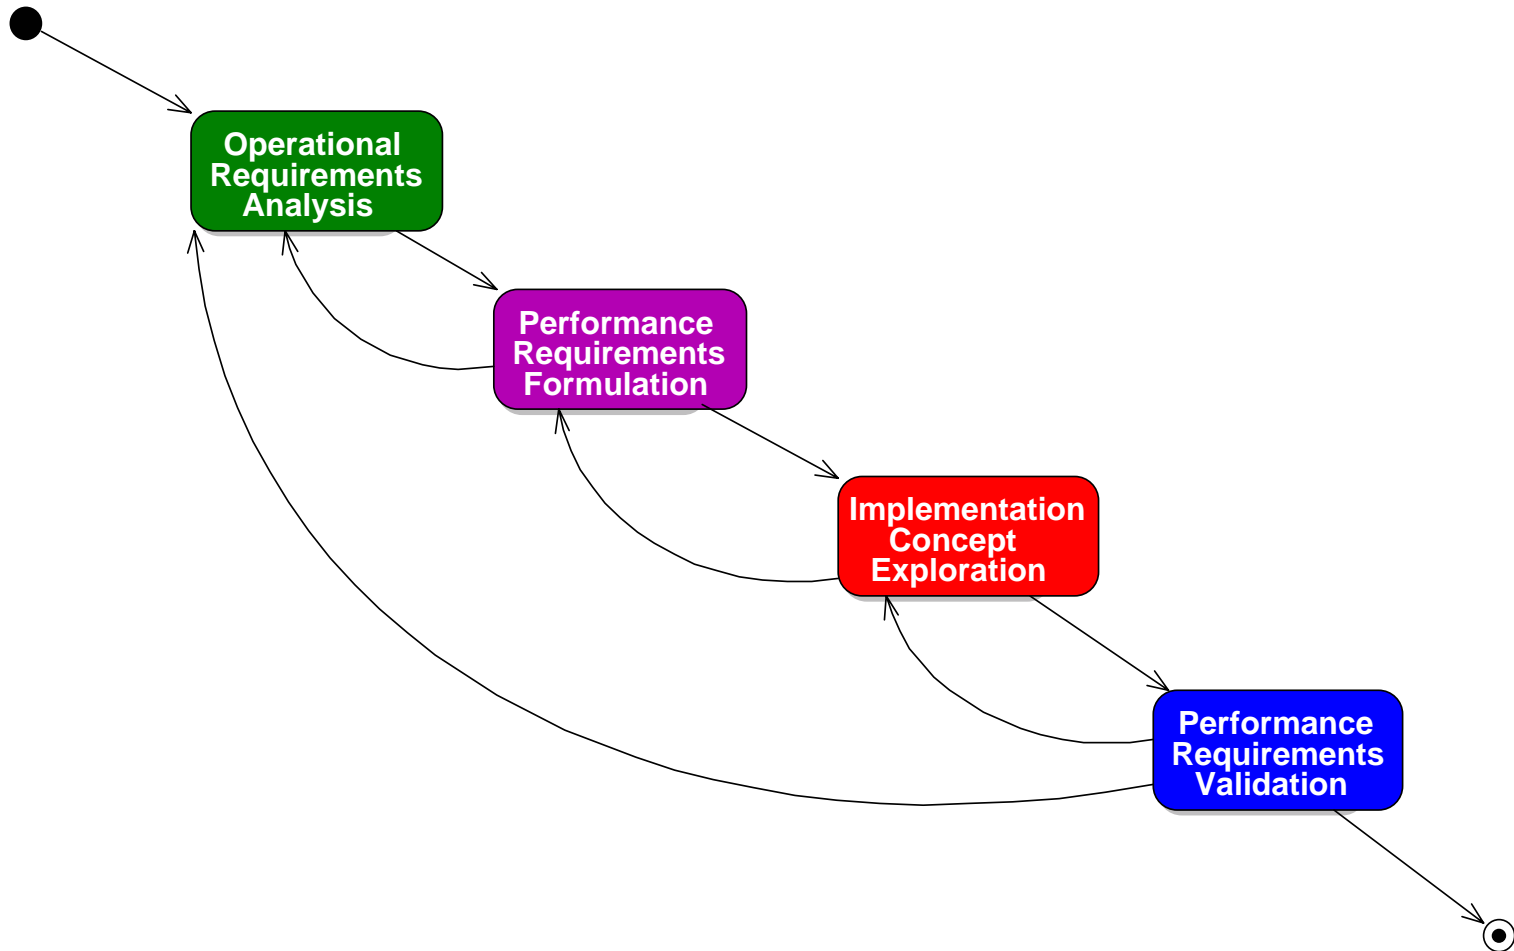 Operational
Requirements
Analysis
Performance
Requirements
Formulation
Implementation
Concept
Exploration
Performance
Requirements
Validation